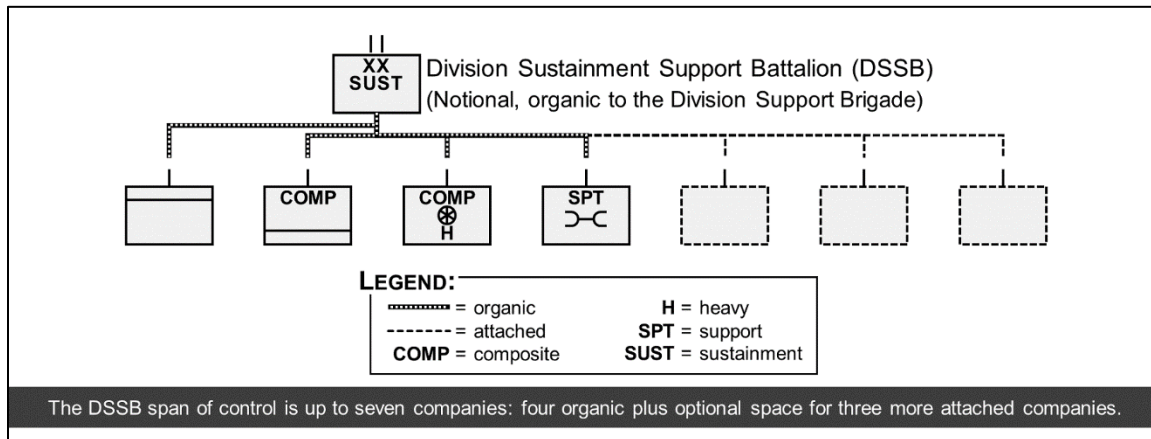 XX
SUST
Division Sustainment Support Battalion (DSSB)
(Notional, organic to the Division Support Brigade)
COMP
COMP
H
SPT
LEGEND:
= organic
= attached
COMP = composite
H = heavy
SPT = support
SUST = sustainment
The DSSB span of control is up to seven companies: four organic plus optional space for three more attached companies.